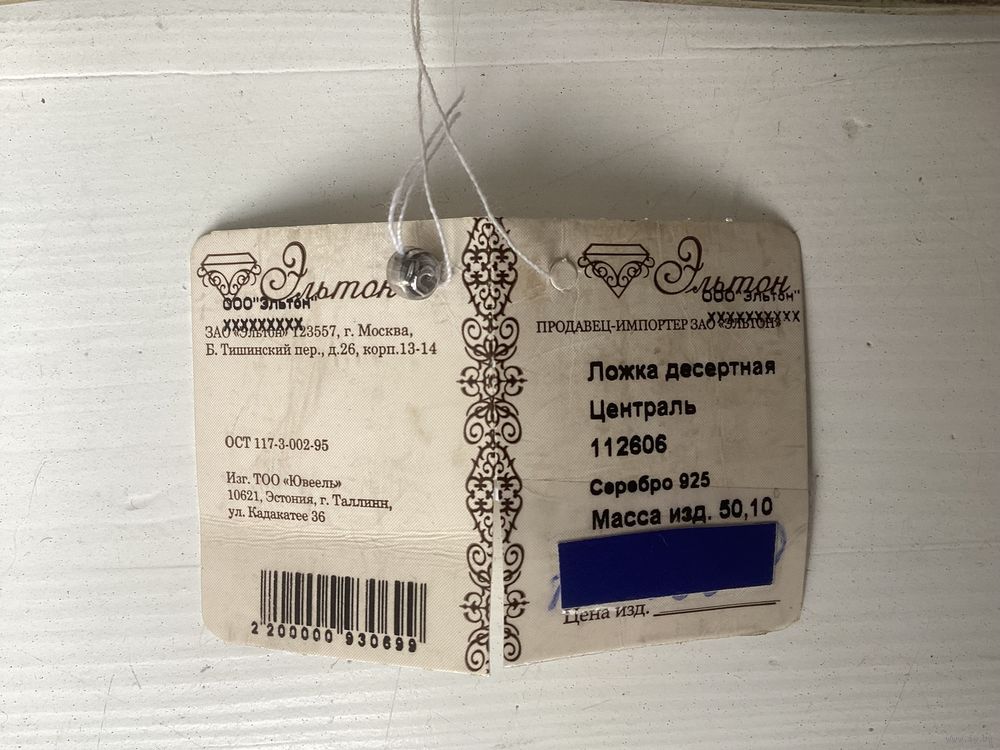 Эльтон
ООО"Эльтон"
ХХХХХХХХХ
ЗАО «Эльтон» 123557, г. Москва,
Б. Тишинский пер., д.26, корп.13-14
ОСТ 117-3-002-95
Изг. ТОО «Ювеель»
10621, Эстония, г. Таллинн,
ул. Кадакатее 36
2 200000 930699
Эльтон
ООО"Эльтон"
ХХХХХХХХХХ
ПРОДАВЕЦ-ИМПОРТЕР ЗАО «ЭЛЬТОН»
Ложка десертная
Централь
112606
Серебро 925
Масса изд. 50,10
Цена изд.